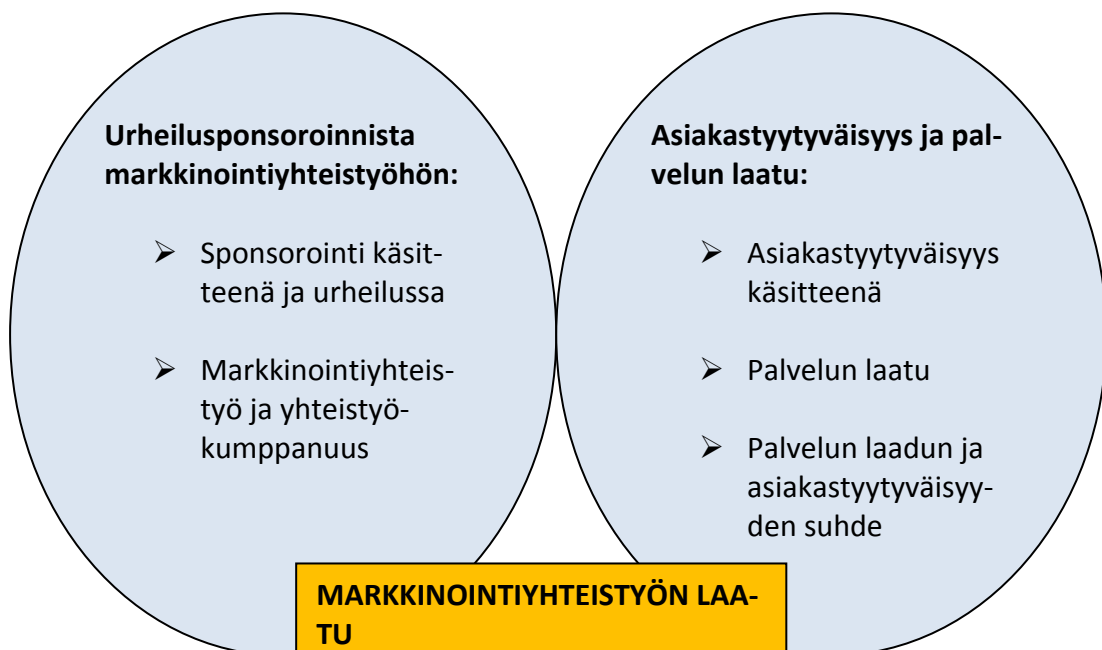 Urheilusponsoroinnista
markkinointiyhteistyöhön:
➢ Sponsorointi käsit-
teenä ja urheilussa
➢ Markkinointiyhteis-
työ ja yhteistyö-
kumppanuus
Asiakastyytyväisyys ja pal-
velun laatu:
➢ Asiakastyytyväisyys
käsitteenä
➢ Palvelun laatu
➢ Palvelun laadun ja
asiakastyytyväisyy-
den suhde
MARKKINOINTIYHTEISTYÖN LAA-
TU